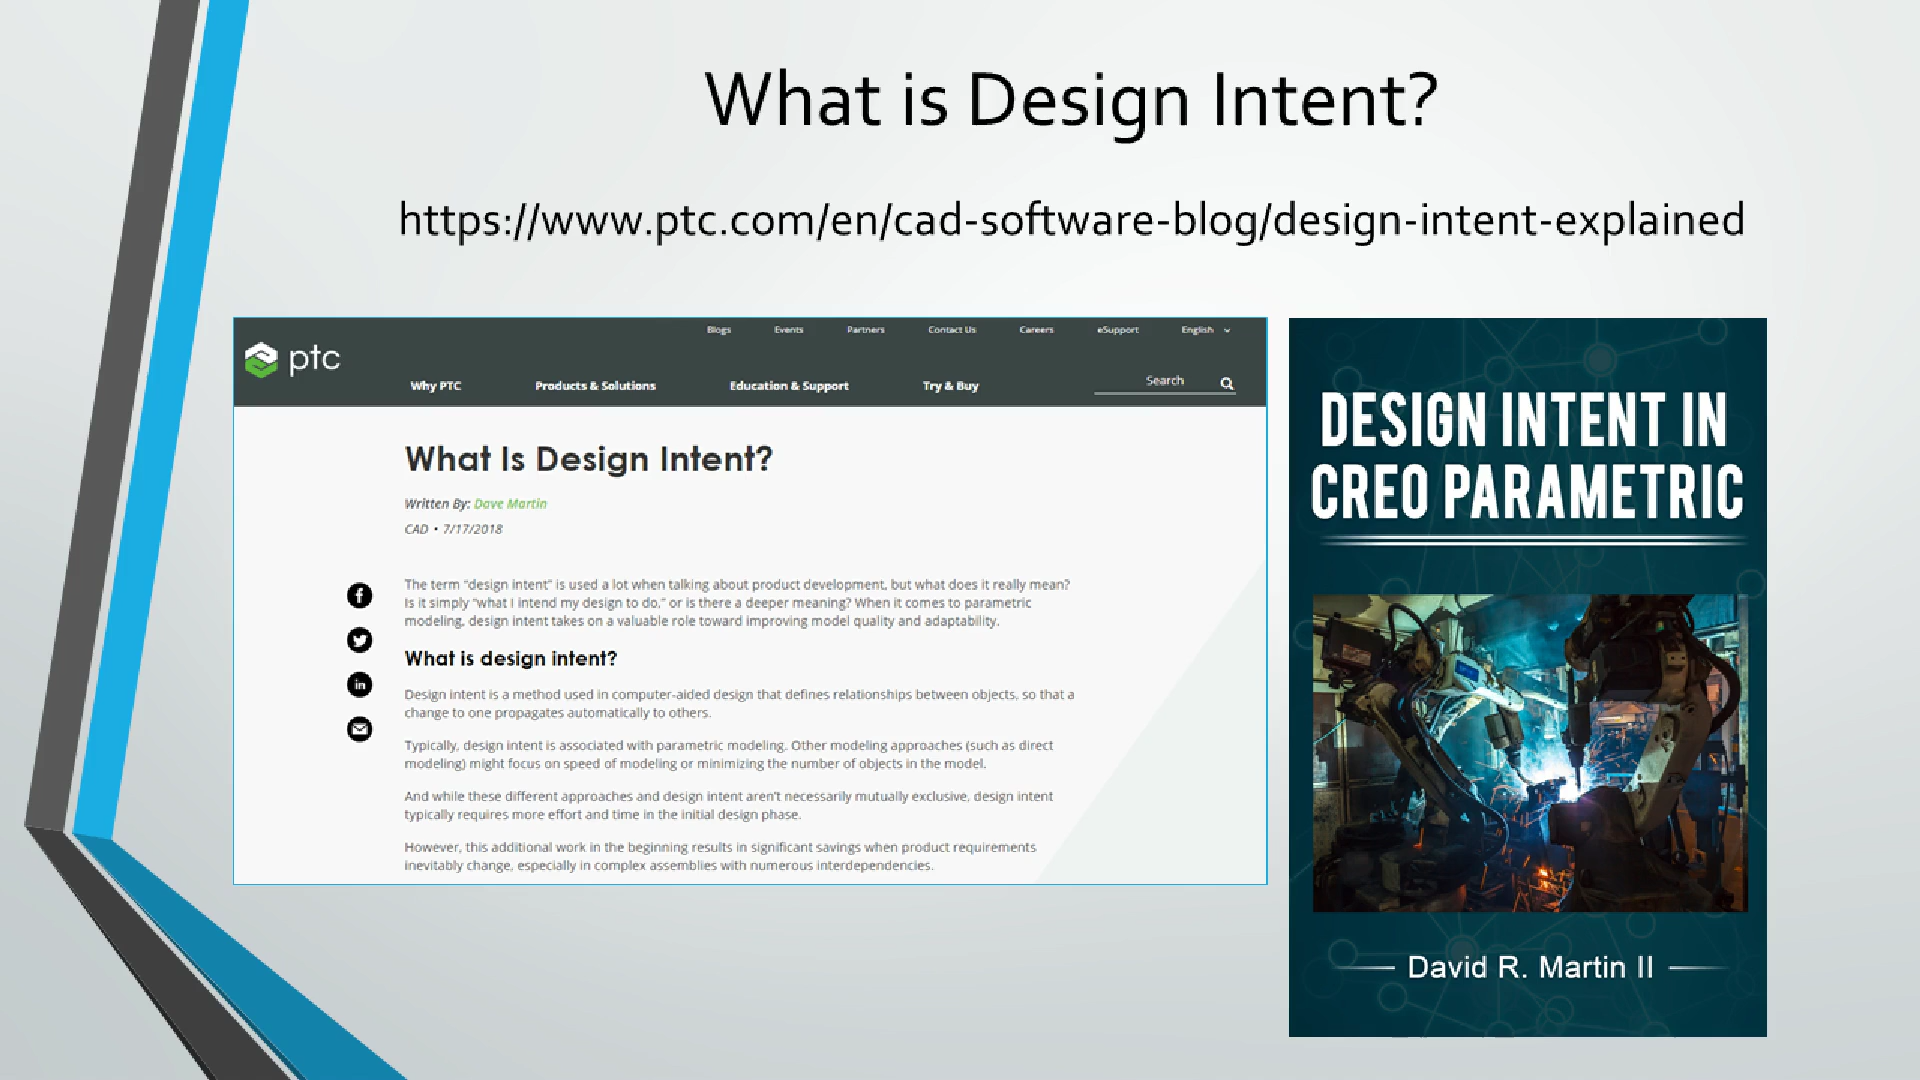 What is Design Intent?
https://www.ptc.com/en/cad-software-blog/design-intent-explained
Blogs Events Partners Contact Us Careers eSupport English
ptc
Why PTC Products & Solutions Education & Support Try & Buy Search
What Is Design Intent?
Written By: Dave Martin
CAD • 7/17/2018
The term "design intent" is used a lot when talking about product development, but what does it really mean?
Is it simply "what I intend my design to do," or is there a deeper meaning? When it comes to parametric
modeling, design intent takes on a valuable role toward improving model quality and adaptability.
What is design intent?
Design intent is a method used in computer-aided design that defines relationships between objects, so that a
change to one propagates automatically to others.
Typically, design intent is associated with parametric modeling. Other modeling approaches (such as direct
modeling) might focus on speed of modeling or minimizing the number of objects in the model.
And while these different approaches and design intent aren't necessarily mutually exclusive, design intent
typically requires more effort and time in the initial design phase.
However, this additional work in the beginning results in significant savings when product requirements
inevitably change, especially in complex assemblies with numerous interdependencies.
DESIGN INTENT IN
CREO PARAMETRIC
David R. Martin II